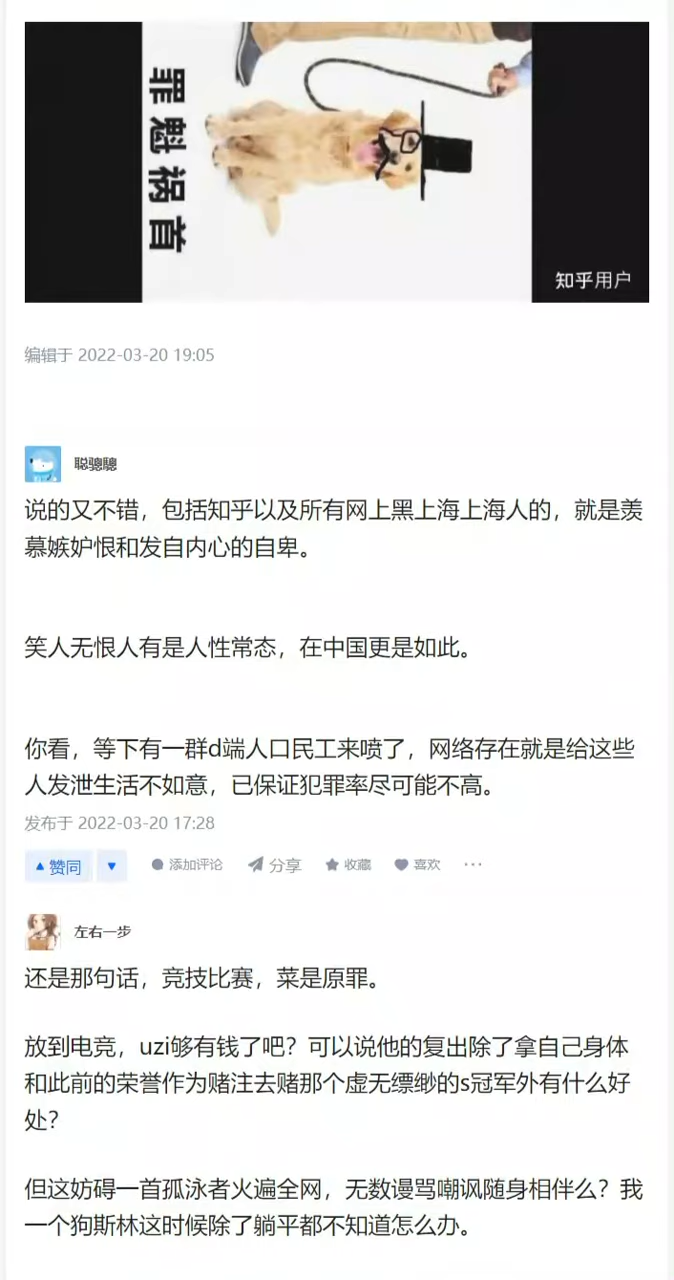 罪魁祸首
知乎用户
编辑于 2022-03-20 19:05
聪骢驄
说的又不错，包括知乎以及所有网上黑上海上海人的，就是羡
慕嫉妒恨和发自内心的自卑。
笑人无恨人有是人性常态，在中国更是如此。
你看，等下有一群d端人口民工来喷了，网络存在就是给这些
人发泄生活不如意，已保证犯罪率尽可能不高。
发布于 2022-03-20 17:28
赞同
添加评论
分享
收藏
喜欢
左右一步
还是那句话，竞技比赛，菜是原罪。
放到电竞，uzi够有钱了吧？可以说他的复出除了拿自己身体
和此前的荣誉作为赌注去赌那个虚无缥缈的s冠军外有什么好
处？
但这妨碍一首孤泳者火遍全网，无数谩骂嘲讽随身相伴么？我
一个狗斯林这时候除了躺平都不知道怎么办。